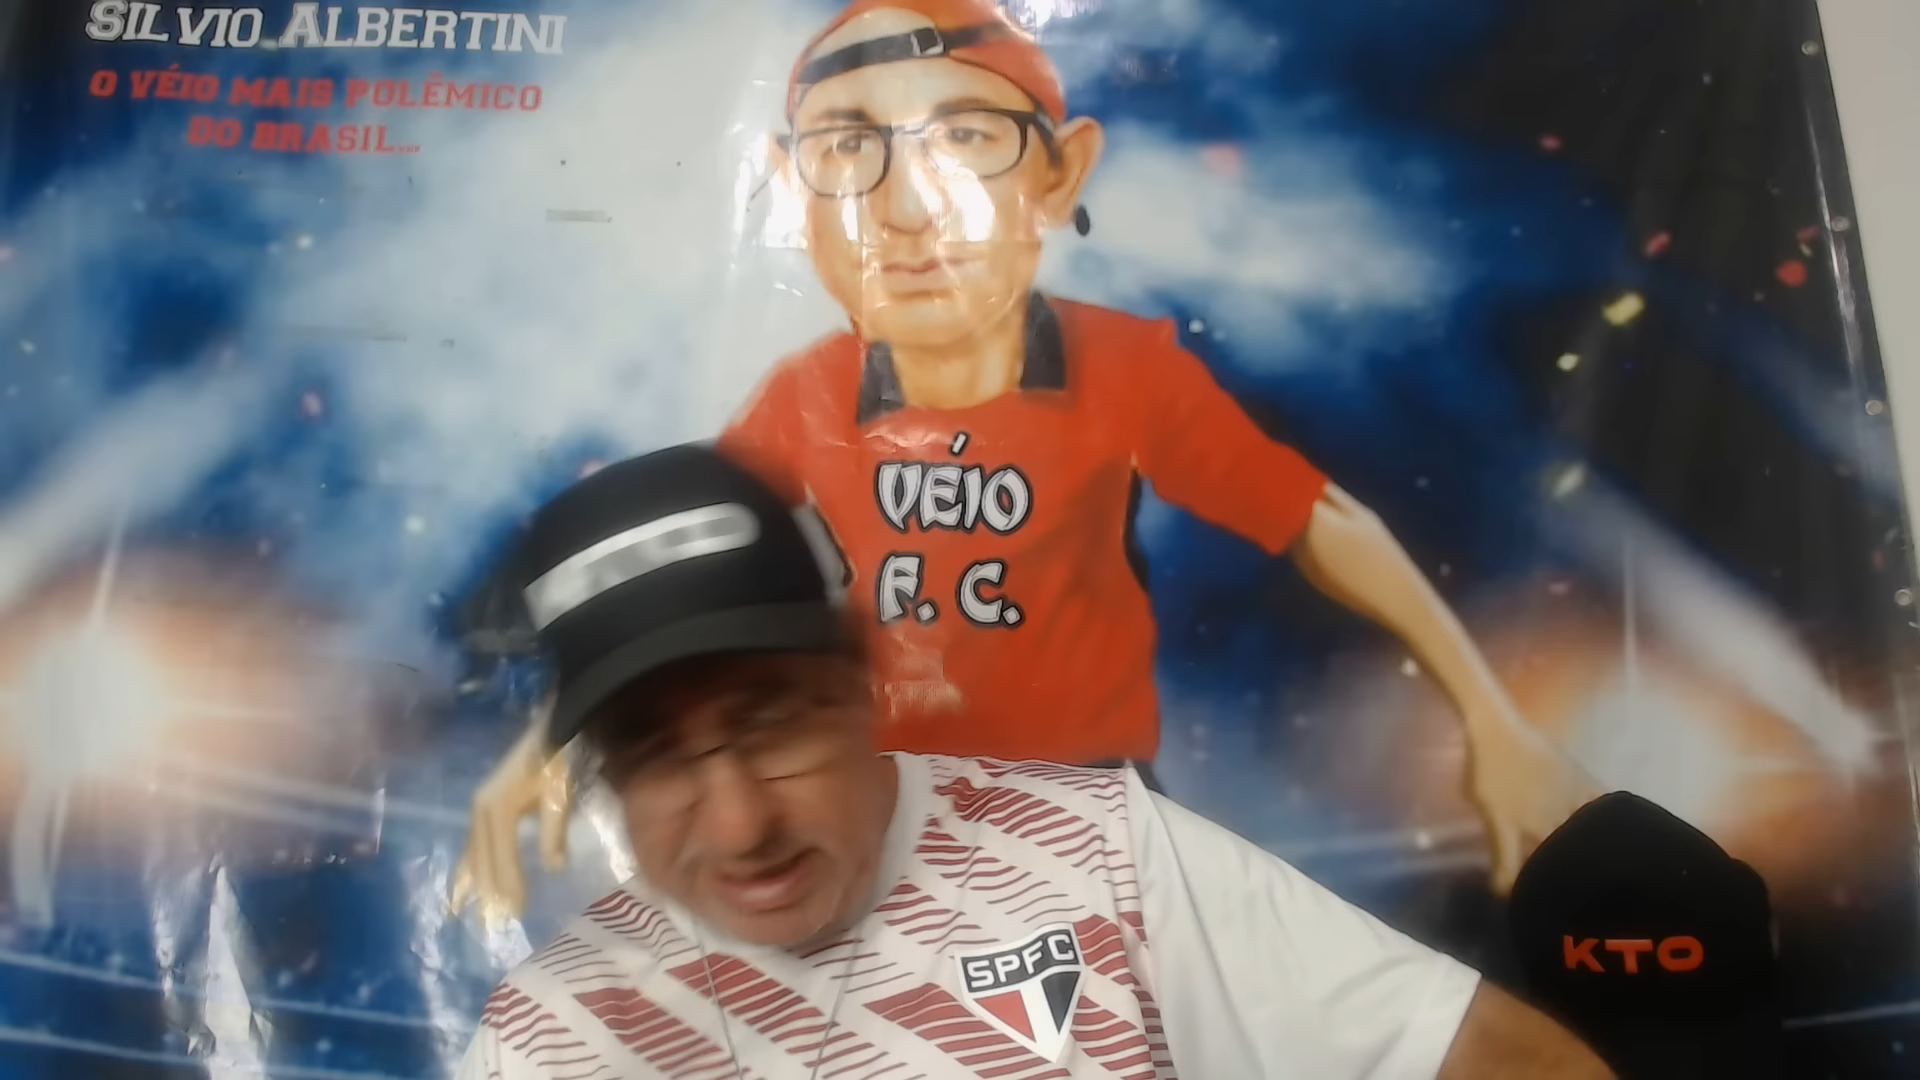 SILVIO ALBERTINI
O VÉIO MAIS POLÊMICO
DO BRASIL...
VÉIO
F. C.
SPFC
KTO